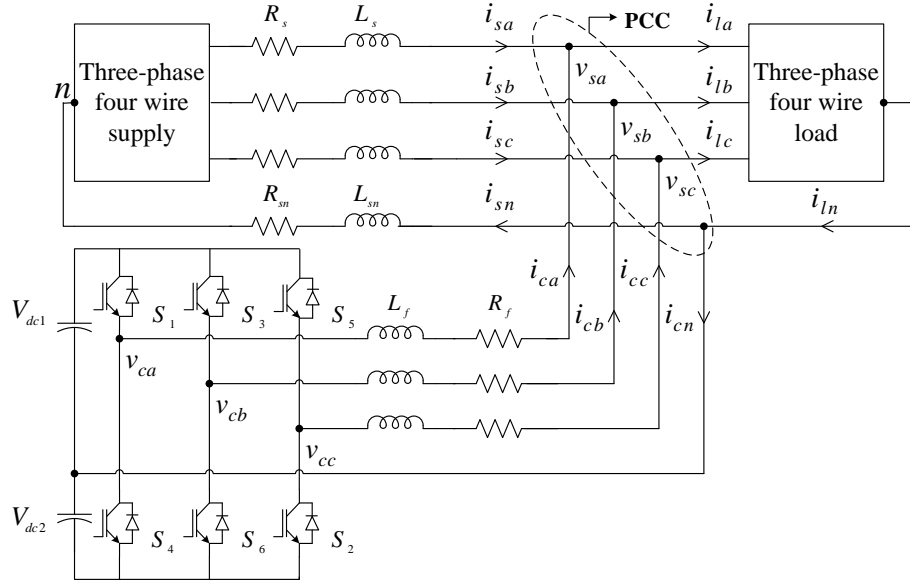 R_s
L_s
i_sa
PCC
i_la
v_sa
Three-phase
four wire
supply
n
i_sb
i_lb
Three-phase
four wire
load
v_sb
i_sc
i_lc
v_sc
R_sn
L_sn
i_sn
i_ln
V_dc1
S_1
S_3
S_5
L_f
R_f
i_ca
i_cb
i_cc
i_cn
v_ca
v_cb
v_cc
V_dc2
S_4
S_6
S_2